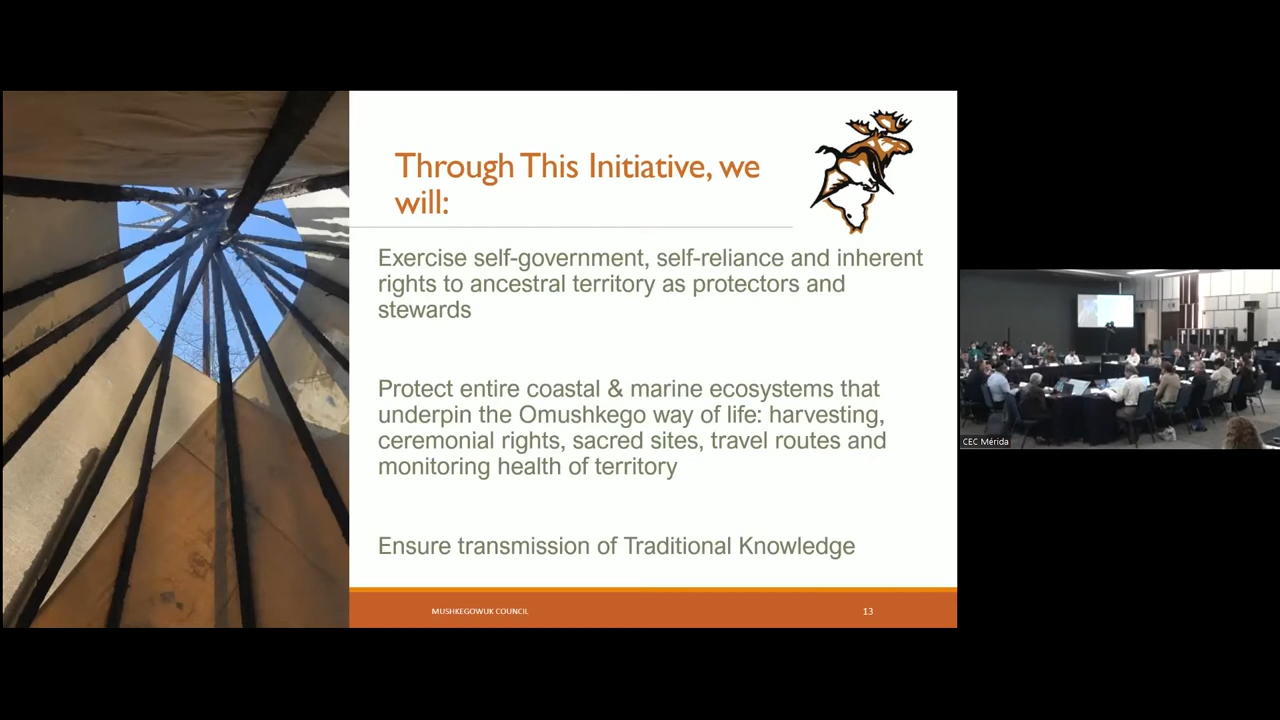 Through This Initiative, we
will:
Exercise self-government, self-reliance and inherent
rights to ancestral territory as protectors and
stewards
Protect entire coastal & marine ecosystems that
underpin the Omushkego way of life: harvesting,
ceremonial rights, sacred sites, travel routes and
monitoring health of territory
Ensure transmission of Traditional Knowledge
MUSHKEGOWUK COUNCIL
13
CEC Mérida